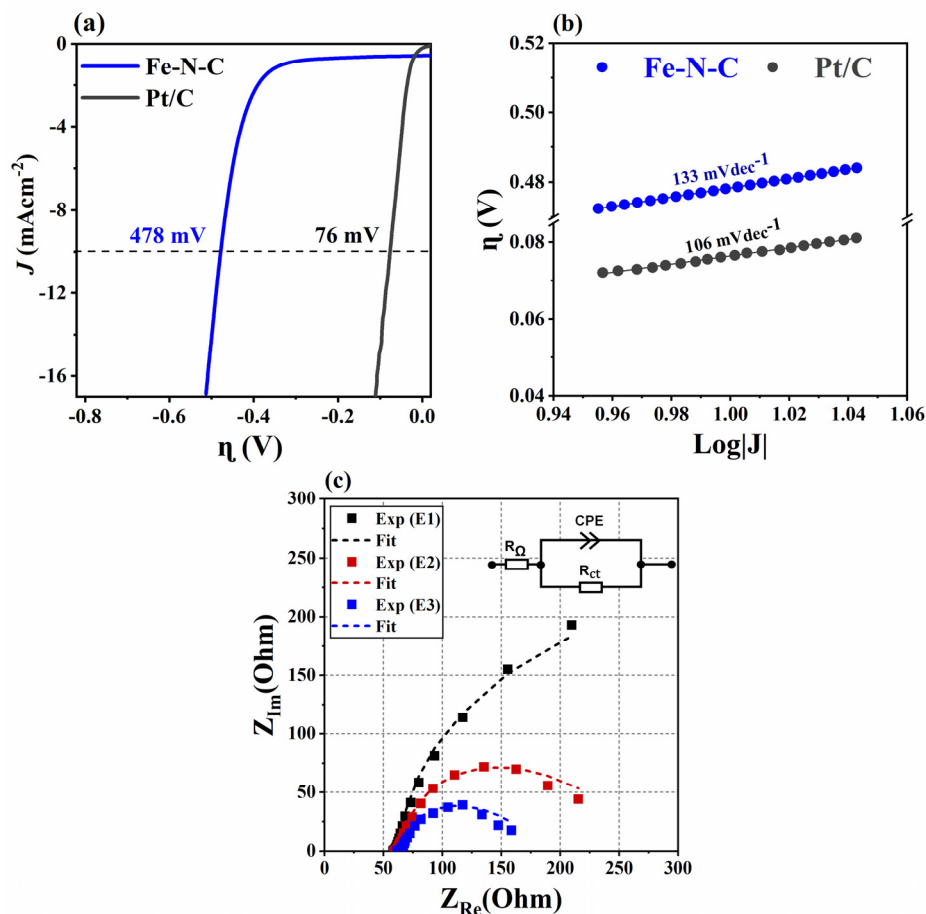 (a)
0
-4
-8
-12
-16
J (mAcm⁻²)
Fe-N-C
Pt/C
478 mV
76 mV
-0.8
-0.6
-0.4
-0.2
0.0
η (V)
(b)
0.52
0.50
0.48
0.08
0.06
0.04
η (V)
Fe-N-C
Pt/C
133 mVdec⁻¹
106 mVdec⁻¹
0.94
0.96
0.98
1.00
1.02
1.04
1.06
Log|J|
(c)
300
250
200
150
100
50
0
Z_Im(Ohm)
Exp (E1)
Fit
Exp (E2)
Fit
Exp (E3)
Fit
CPE
R_Ω
R_ct
0
50
100
150
200
250
300
Z_Re(Ohm)